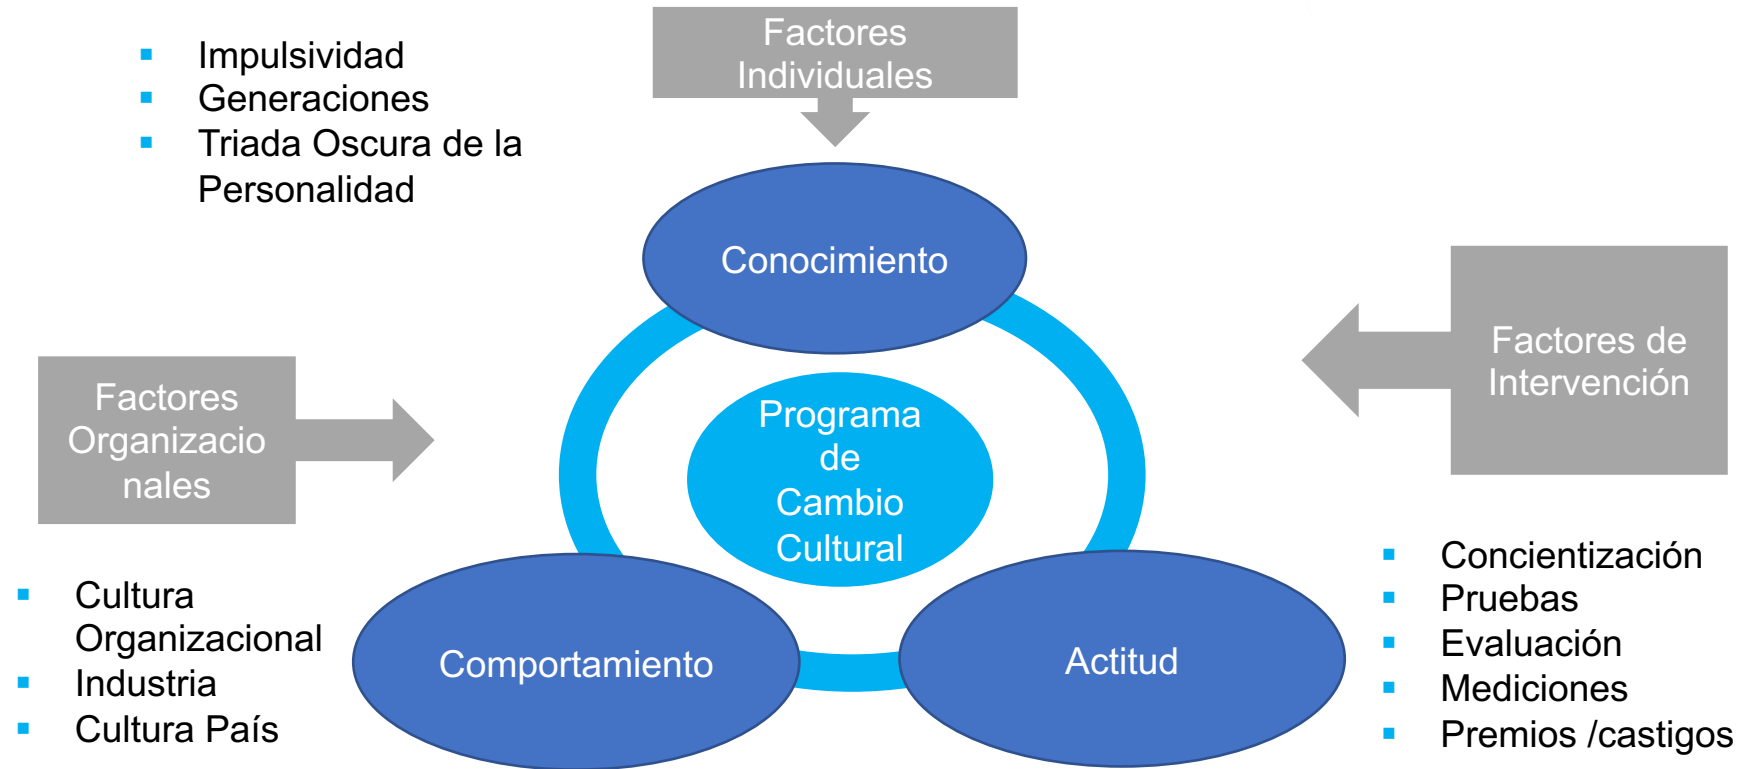 Factores
Individuales
Impulsividad
Generaciones
Triada Oscura de la
Personalidad
Conocimiento
Factores de
Intervención
Factores
Organizacio
nales
Programa
de
Cambio
Cultural
Cultura
Organizacional
Industria
Cultura País
Comportamiento
Actitud
Concientización
Pruebas
Evaluación
Mediciones
Premios /castigos